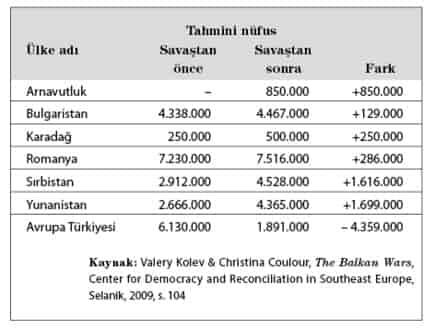 Tahmini nüfus
Ülke adı Savaştan Savaştan
önce sonra Fark
Arnavutluk – 850.000 +850.000
Bulgaristan 4.338.000 4.467.000 +129.000
Karadağ 250.000 500.000 +250.000
Romanya 7.230.000 7.516.000 +286.000
Sırbistan 2.912.000 4.528.000 +1.616.000
Yunanistan 2.666.000 4.365.000 +1.699.000
Avrupa Türkiyesi 6.130.000 1.891.000 – 4.359.000
Kaynak: Valery Kolev & Christina Coulour, The Balkan Wars,
Center for Democracy and Reconciliation in Southeast Europe,
Selanik, 2009, s. 104